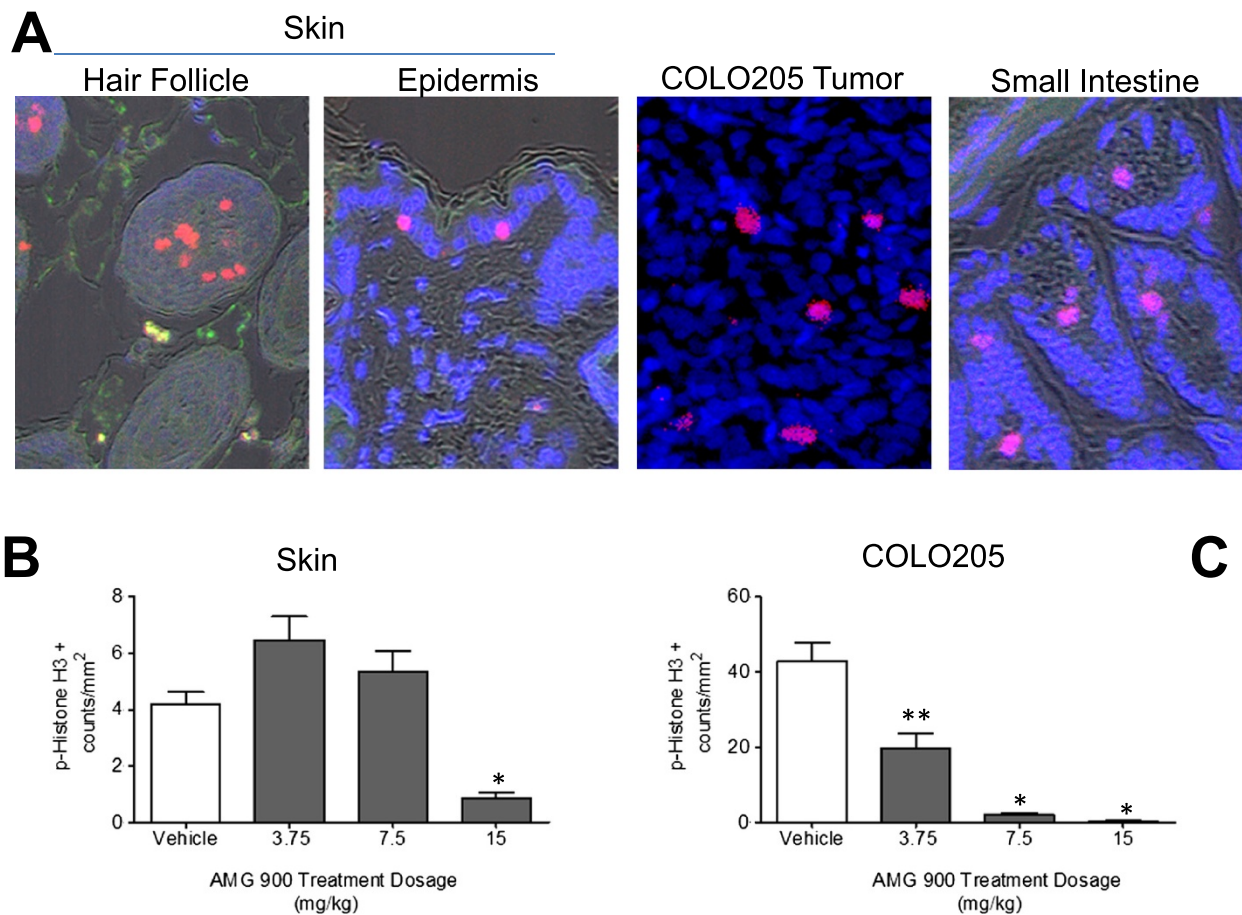 A
Skin
Hair Follicle
Epidermis
COLO205 Tumor
Small Intestine
B
Skin
p-Histone H3 +
counts/mm2
8
6
4
2
0
Vehicle
3.75
7.5
15
*
AMG 900 Treatment Dosage
(mg/kg)
C
COLO205
p-Histone H3 +
counts/mm2
60
40
20
0
Vehicle
3.75
7.5
15
**
*
*
AMG 900 Treatment Dosage
(mg/kg)